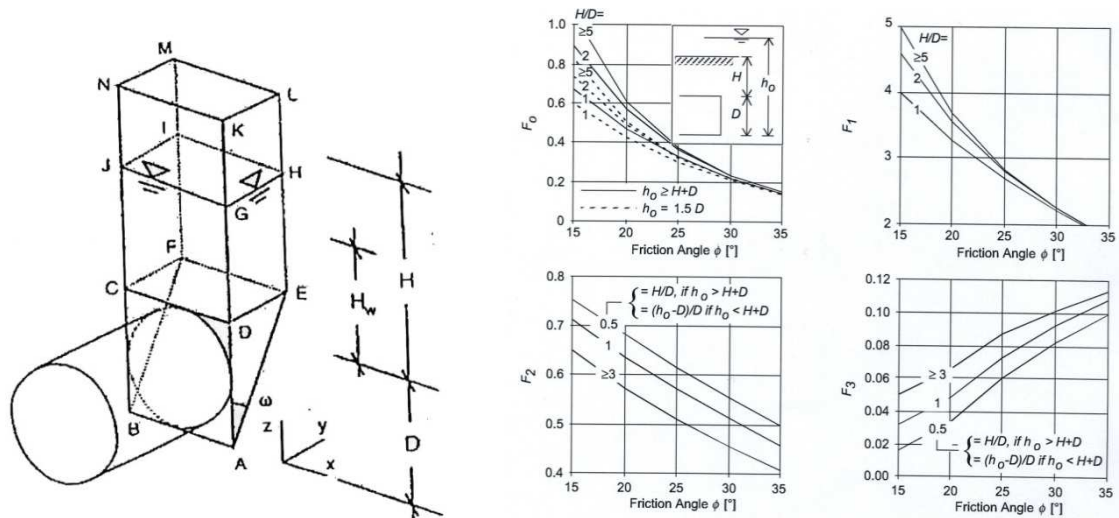 M
N
L
K
I
J
H
G
F
C
E
D
B
A
ω
z
y
x
H
H_w
D
H/D=
≥5
2
≥5
2
1
1
1.0
0.8
0.6
0.4
0.2
0
F_0
H
D
h_o
h_o ≥ H+D
h_o = 1.5 D
15 20 25 30 35
Friction Angle ϕ [°]
H/D=
≥5
2
1
5
4
3
2
F_1
15 20 25 30 35
Friction Angle ϕ [°]
0.8
0.7
0.6
0.5
0.4
F_2
0.5 { = H/D, if h_o > H+D
= (h_o-D)/D if h_o < H+D
1
≥3
15 20 25 30 35
Friction Angle ϕ [°]
0.12
0.10
0.08
0.06
0.04
0.02
0.00
F_3
≥3
1
0.5
{ = H/D, if h_o > H+D
= (h_o-D)/D if h_o < H+D
15 20 25 30 35
Friction Angle ϕ [°]